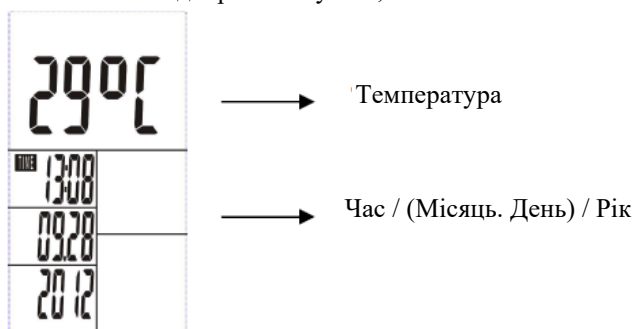 29°C
Температура
TIME 13:08
Час / (Місяць. День) / Рік
09.28
2012